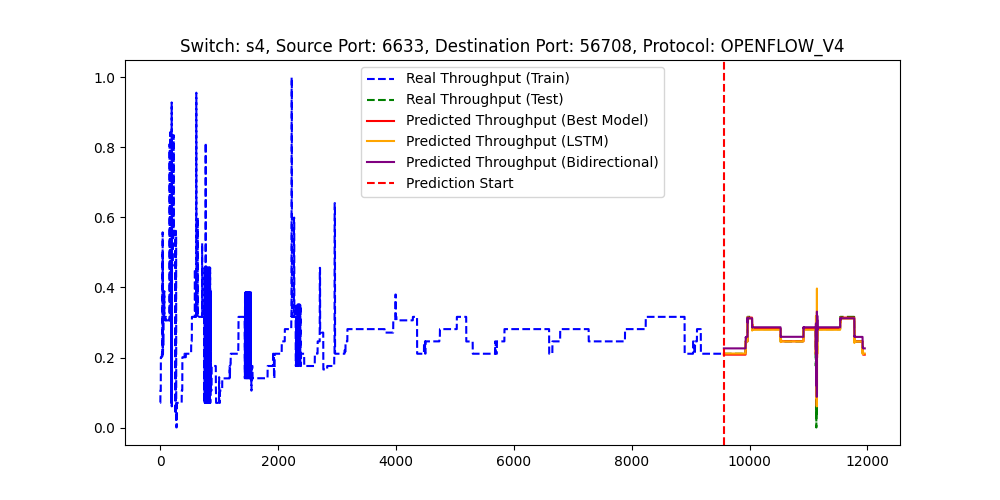 Switch: s4, Source Port: 6633, Destination Port: 56708, Protocol: OPENFLOW_V4
1.0
0.8
0.6
0.4
0.2
0.0
Real Throughput (Train)
Real Throughput (Test)
Predicted Throughput (Best Model)
Predicted Throughput (LSTM)
Predicted Throughput (Bidirectional)
Prediction Start
0 2000 4000 6000 8000 10000 12000